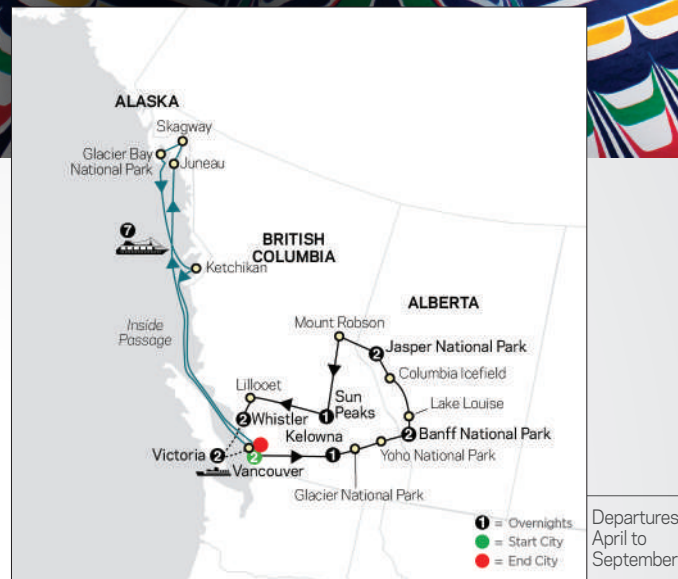 ALASKA
Skagway
Glacier Bay
National Park
Juneau
7
BRITISH
COLUMBIA
Ketchikan
ALBERTA
Inside
Passage
Mount Robson
2
Jasper National Park
Columbia Icefield
Lillooet
Sun
Peaks
1
Lake Louise
2
Whistler
Kelowna
2
Banff National Park
Victoria
2
2
Vancouver
1
Yoho National Park
Glacier National Park
1 = Overnights
= Start City
= End City
Departures
April to
September